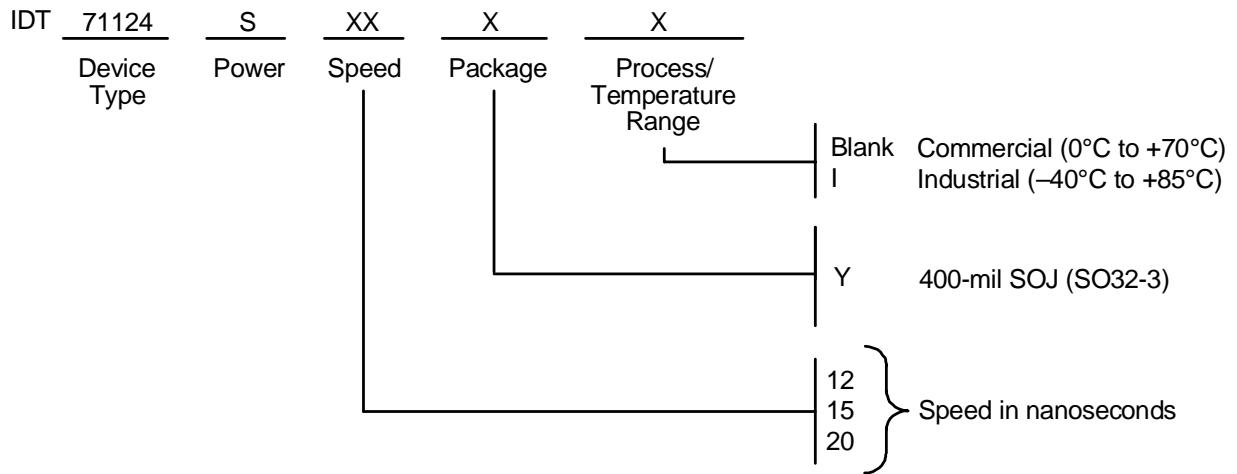 IDT 71124 S XX X X
Device Type
Power
Speed
Package
Process/
Temperature
Range
Blank Commercial (0°C to +70°C)
I Industrial (–40°C to +85°C)
Y 400-mil SOJ (SO32-3)
12
15
20
Speed in nanoseconds